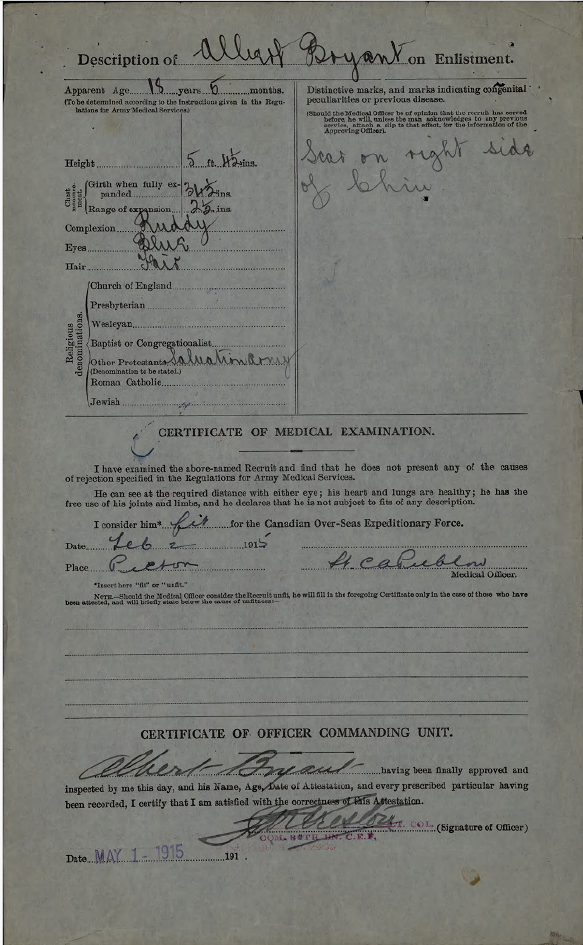 Description of Albert Bryant on Enlistment.
Apparent Age 18 years 6 months.
(To be determined according to the instructions given in the Regu-
lations for Army Medical Services.)
Height 5 ft. 4½ ins.
Chest measurement.
Girth when fully ex-
panded 34½ ins.
Range of expansion 2½ ins.
Complexion Ruddy
Eyes Blue
Hair Fair
Religious denominations.
Church of England
Presbyterian
Wesleyan
Baptist or Congregationalist
Other Protestants Salvation Army
(Denomination to be stated.)
Roman Catholic
Jewish
Distinctive marks, and marks indicating congenital
peculiarities or previous disease.
(Should the Medical Officer be of opinion that the recruit has served
before, he will, unless the man acknowledges to any previous
service, attach a slip to that effect, for the information of the
Approving Officer).
Scar on right side
of Chin
CERTIFICATE OF MEDICAL EXAMINATION.
I have examined the above-named Recruit and find that he does not present any of the causes
of rejection specified in the Regulations for Army Medical Services.
He can see at the required distance with either eye; his heart and lungs are healthy; he has the
free use of his joints and limbs, and he declares that he is not subject to fits of any description.
I consider him* fit for the Canadian Over-Seas Expeditionary Force.
Date Feb 2 1915
Place Picton
Medical Officer.
*Insert here "fit" or "unfit."
NOTE.—Should the Medical Officer consider the Recruit unfit, he will fill in the foregoing Certificate only in the case of those who have
been attested, and will briefly state below the cause of unfitness:—
CERTIFICATE OF OFFICER COMMANDING UNIT.
Albert Bryant having been finally approved and
inspected by me this day, and his Name, Age, Date of Attestation, and every prescribed particular having
been recorded, I certify that I am satisfied with the correctness of this Attestation.
LT. COL. (Signature of Officer)
COM. 80TH BN. C.E.F.
Date MAY 1 - 1915 191